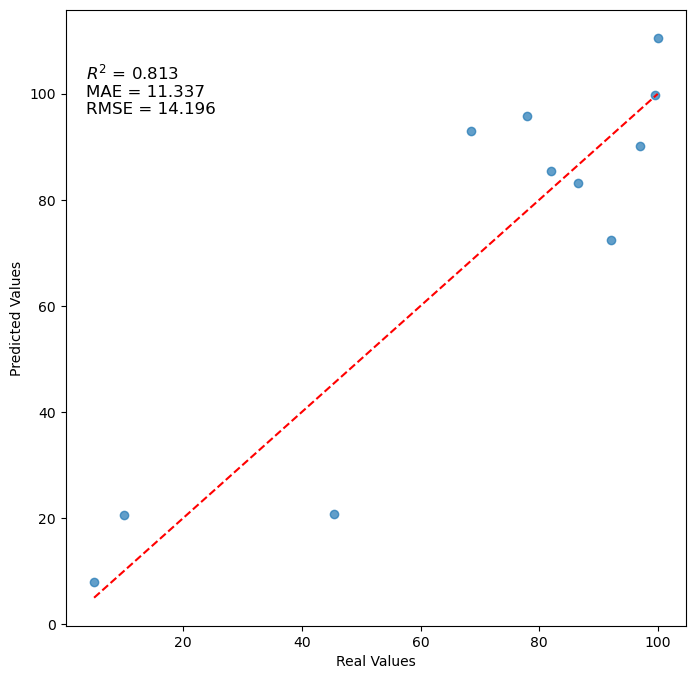 R² = 0.813
MAE = 11.337
RMSE = 14.196
100
80
60
40
20
0
Predicted Values
20 40 60 80 100
Real Values